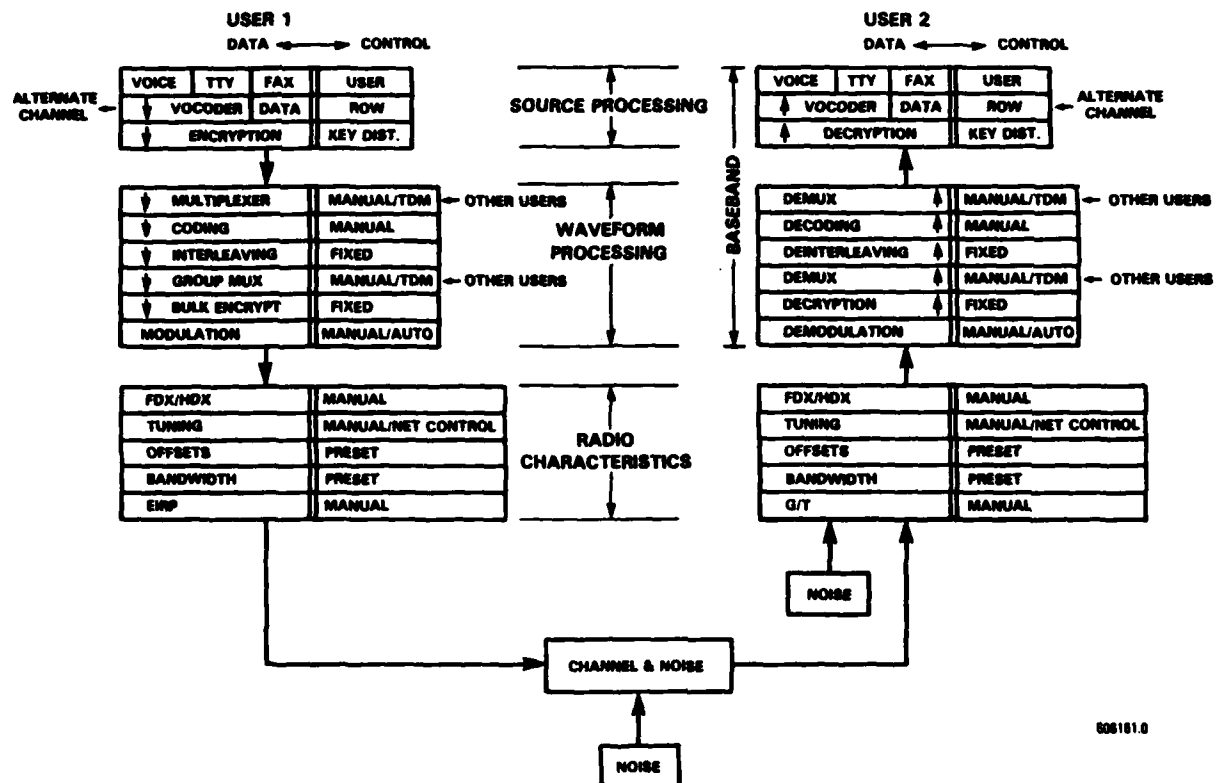 USER 1
DATA ↔ CONTROL
VOICE TTY FAX USER
ALTERNATE CHANNEL
VOCODER DATA ROW
ENCRYPTION KEY DIST.
MULTIPLEXER MANUAL/TDM OTHER USERS
CODING MANUAL
INTERLEAVING FIXED
GROUP MUX MANUAL/TDM OTHER USERS
BULK ENCRYPT FIXED
MODULATION MANUAL/AUTO
FDX/HDX MANUAL
TUNING MANUAL/NET CONTROL
OFFSETS PRESET
BANDWIDTH PRESET
EIRP MANUAL
SOURCE PROCESSING
WAVEFORM
PROCESSING
RADIO
CHARACTERISTICS
BASEBAND
USER 2
DATA ↔ CONTROL
VOICE TTY FAX USER
VOCODER DATA ROW
ALTERNATE CHANNEL
DECRYPTION KEY DIST.
DEMUX MANUAL/TDM OTHER USERS
DECODING MANUAL
DEINTERLEAVING FIXED
DEMUX MANUAL/TDM OTHER USERS
DECRYPTION FIXED
DEMODULATION MANUAL/AUTO
FDX/HDX MANUAL
TUNING MANUAL/NET CONTROL
OFFSETS PRESET
BANDWIDTH PRESET
G/T MANUAL
NOISE
CHANNEL & NOISE
NOISE